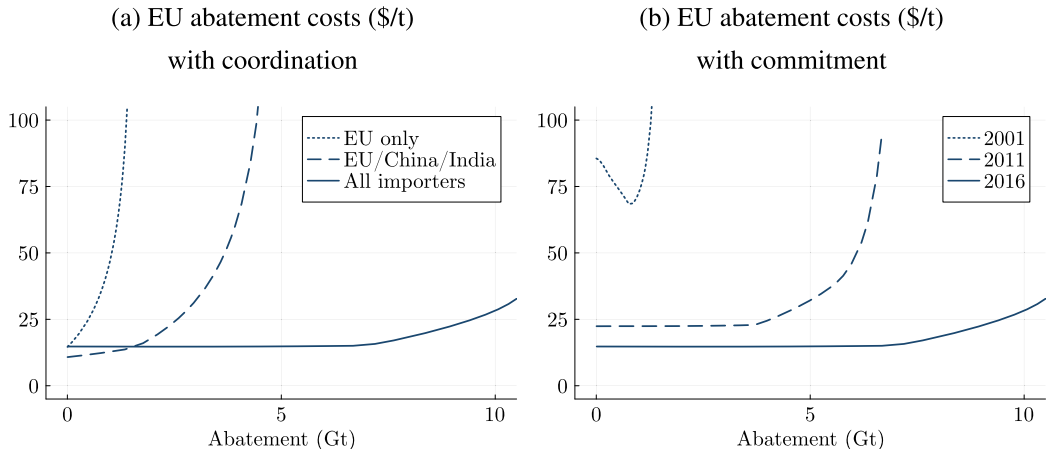 (a) EU abatement costs ($/t)
with coordination
100
75
50
25
0
0
5
10
Abatement (Gt)
EU only
EU/China/India
All importers
(b) EU abatement costs ($/t)
with commitment
100
75
50
25
0
0
5
10
Abatement (Gt)
2001
2011
2016